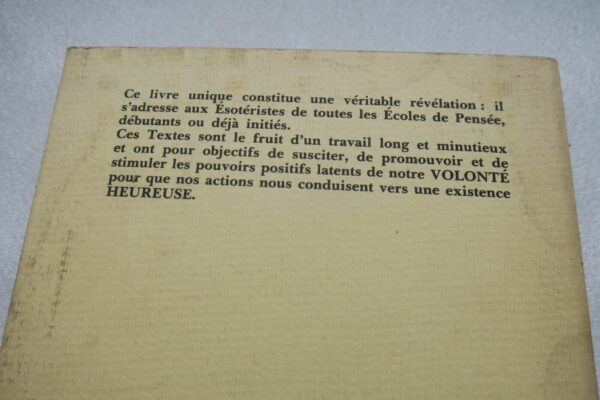 Ce livre unique constitue une véritable révélation : il
s'adresse aux Ésotéristes de toutes les Écoles de Pensée,
débutants ou déjà initiés.
Ces Textes sont le fruit d'un travail long et minutieux
et ont pour objectifs de susciter, de promouvoir et de
stimuler les pouvoirs positifs latents de notre VOLONTÉ
pour que nos actions nous conduisent vers une existence
HEUREUSE.